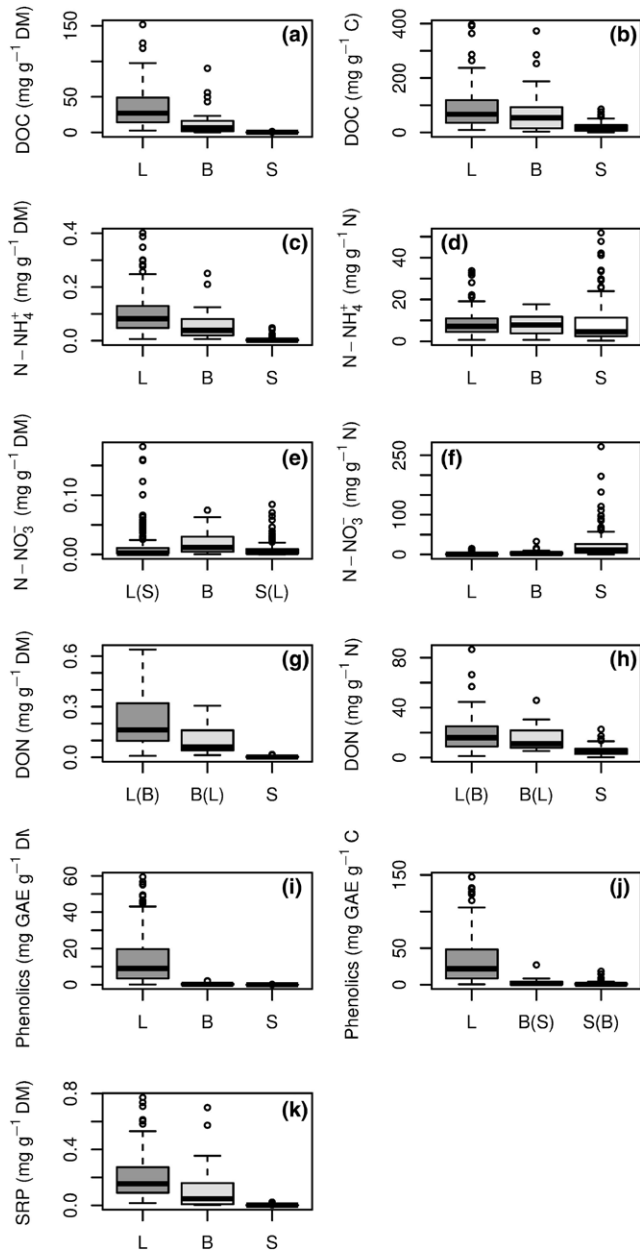 DOC (mg g⁻¹ DM)
150
50
0
(a)
L B S
DOC (mg g⁻¹ C)
400
200
0
(b)
L B S
N−NH₄⁺ (mg g⁻¹ DM)
0.4
0.2
0.0
(c)
L B S
N−NH₄⁺ (mg g⁻¹ N)
40
20
0
(d)
L B S
N−NO₃⁻ (mg g⁻¹ DM)
0.10
0.00
(e)
L(S) B S(L)
N−NO₃⁻ (mg g⁻¹ N)
250
100
0
(f)
L B S
DON (mg g⁻¹ DM)
0.6
0.3
0.0
(g)
L(B) B(L) S
DON (mg g⁻¹ N)
80
40
0
(h)
L(B) B(L) S
Phenolics (mg GAE g⁻¹ DM
60
40
20
0
(i)
L B S
Phenolics (mg GAE g⁻¹ C
150
50
0
(j)
L B(S) S(B)
SRP (mg g⁻¹ DM)
0.8
0.4
0.0
(k)
L B S